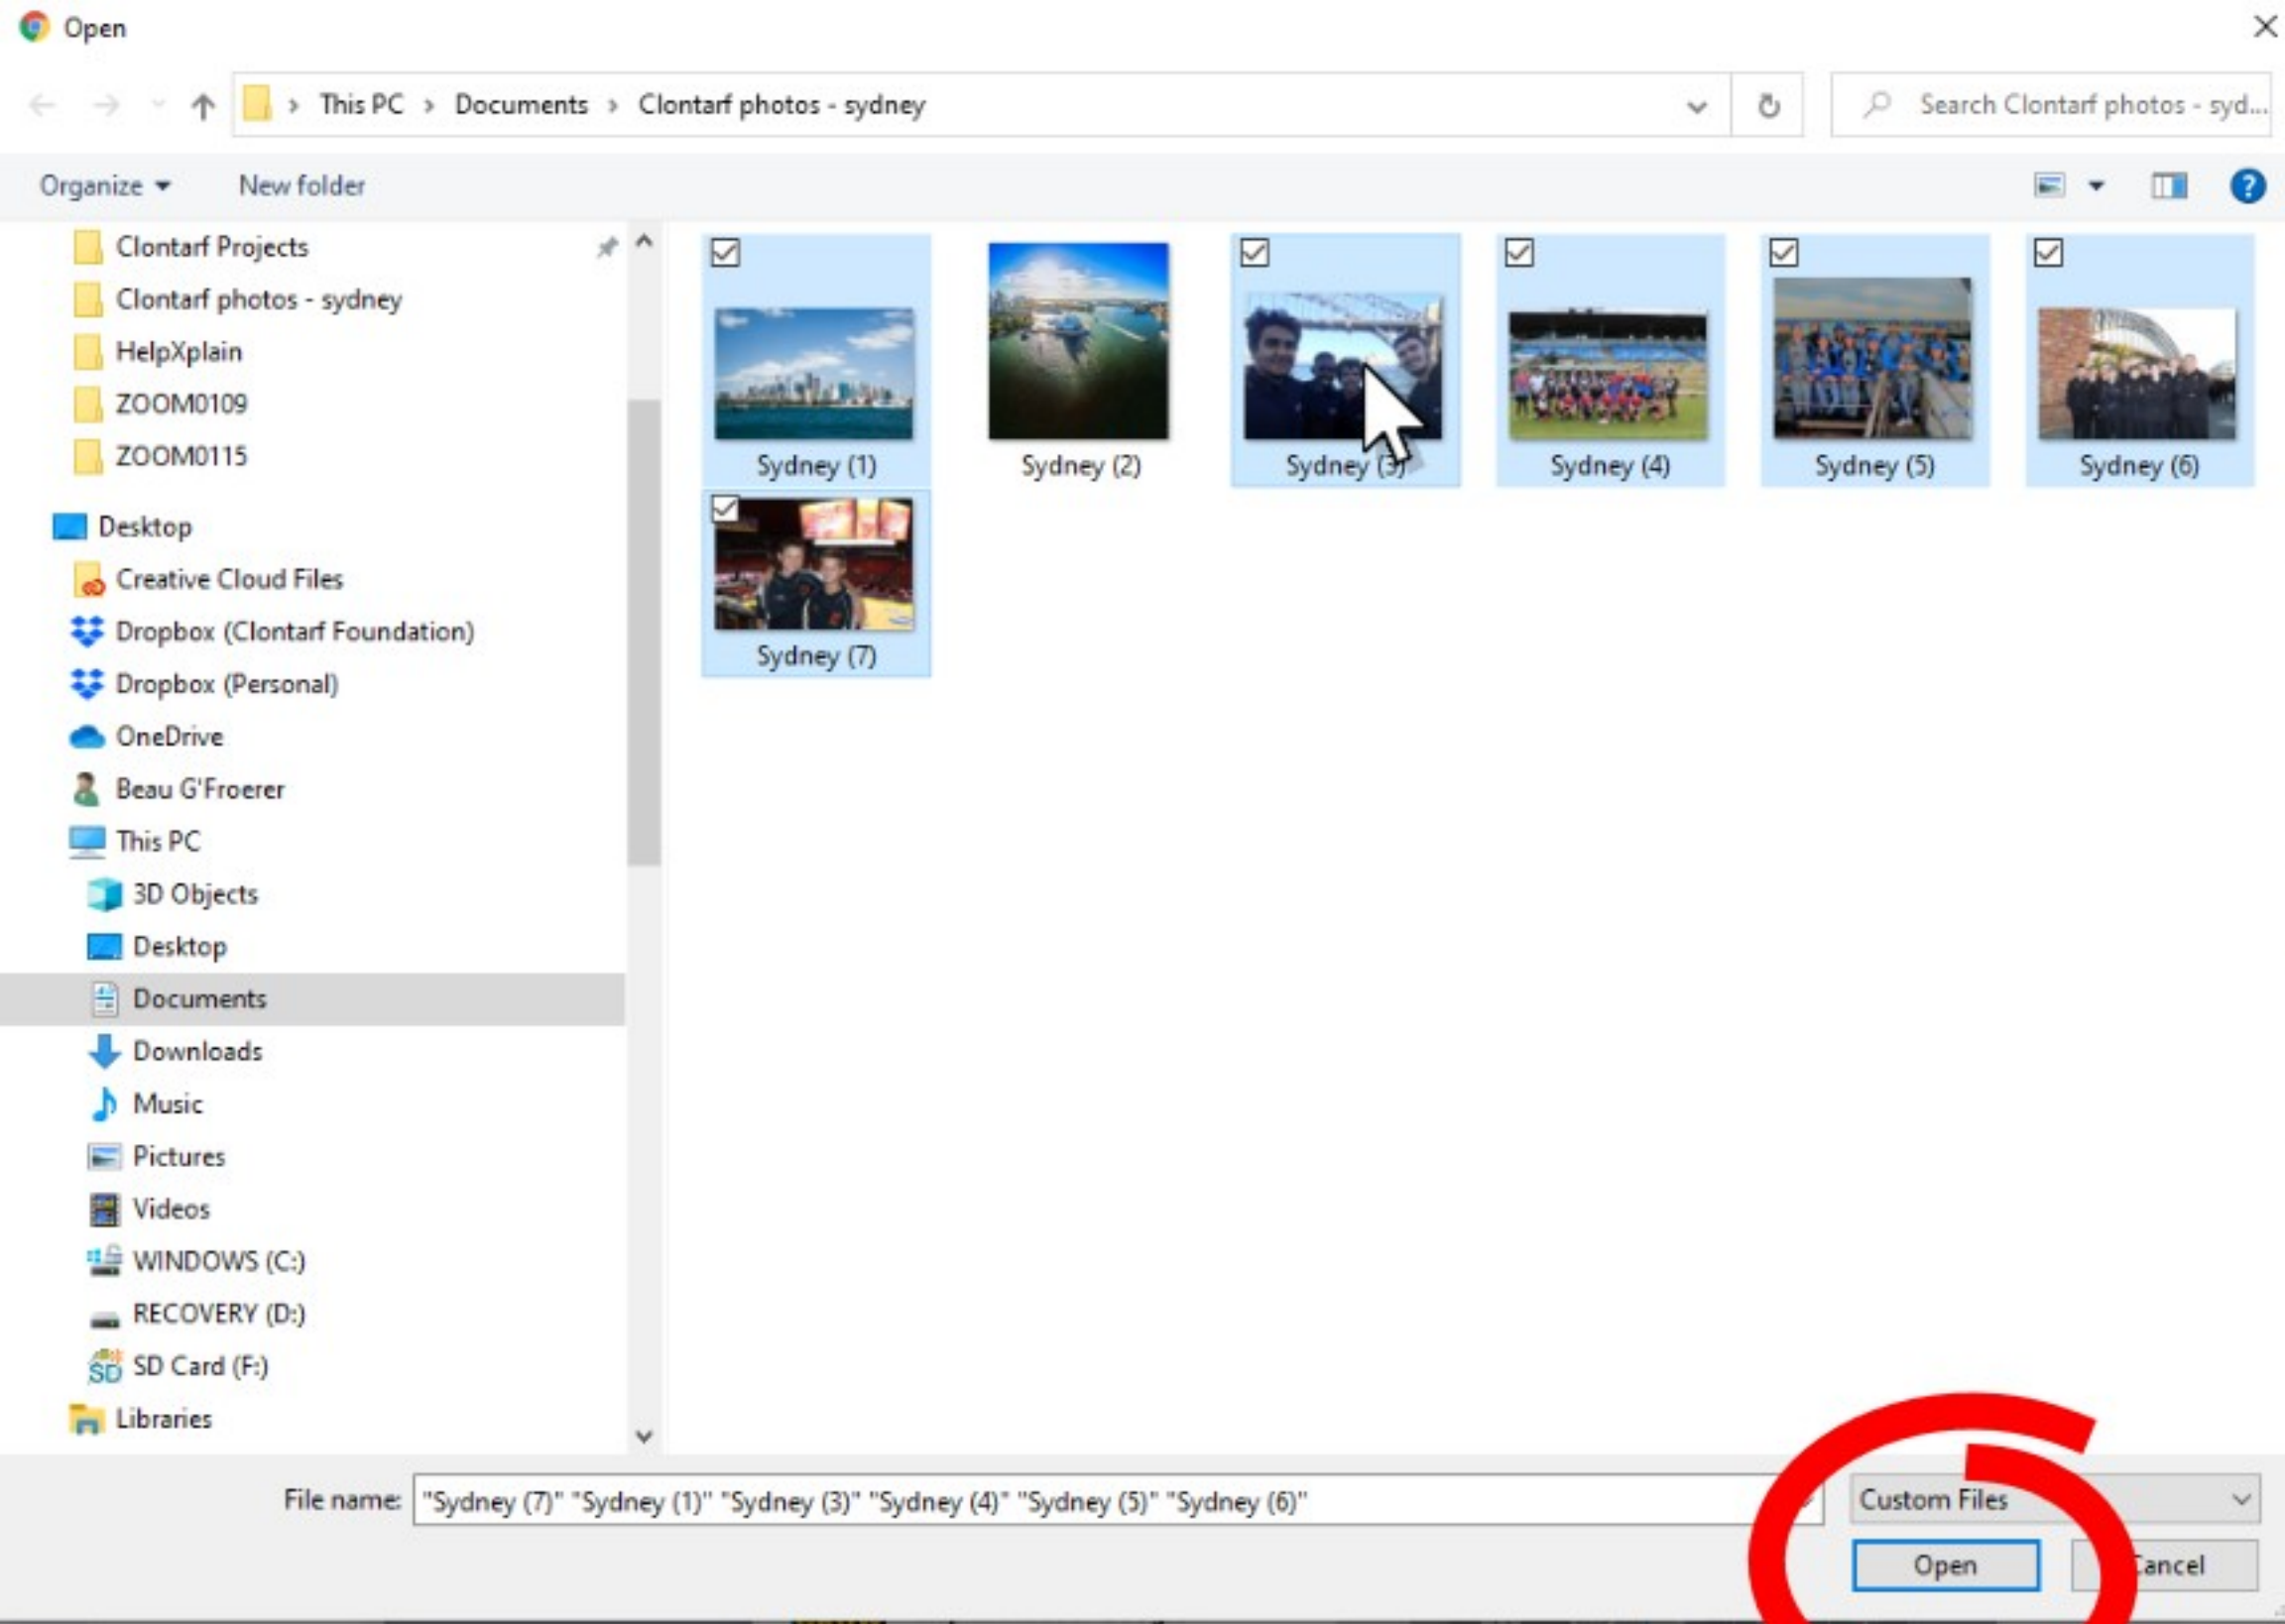 Open
This PC > Documents > Clontarf photos - sydney
Search Clontarf photos - syd...
Organize
New folder
?
Clontarf Projects
Clontarf photos - sydney
HelpXplain
ZOOM0109
ZOOM0115
Desktop
Creative Cloud Files
Dropbox (Clontarf Foundation)
Dropbox (Personal)
OneDrive
Beau G'Froerer
This PC
3D Objects
Desktop
Documents
Downloads
Music
Pictures
Videos
WINDOWS (C:)
RECOVERY (D:)
SD SD Card (F:)
Libraries
Sydney (1)
Sydney (2)
Sydney (3)
Sydney (4)
Sydney (5)
Sydney (6)
Sydney (7)
File name: "Sydney (7)" "Sydney (1)" "Sydney (3)" "Sydney (4)" "Sydney (5)" "Sydney (6)"
Custom Files
Open
Cancel